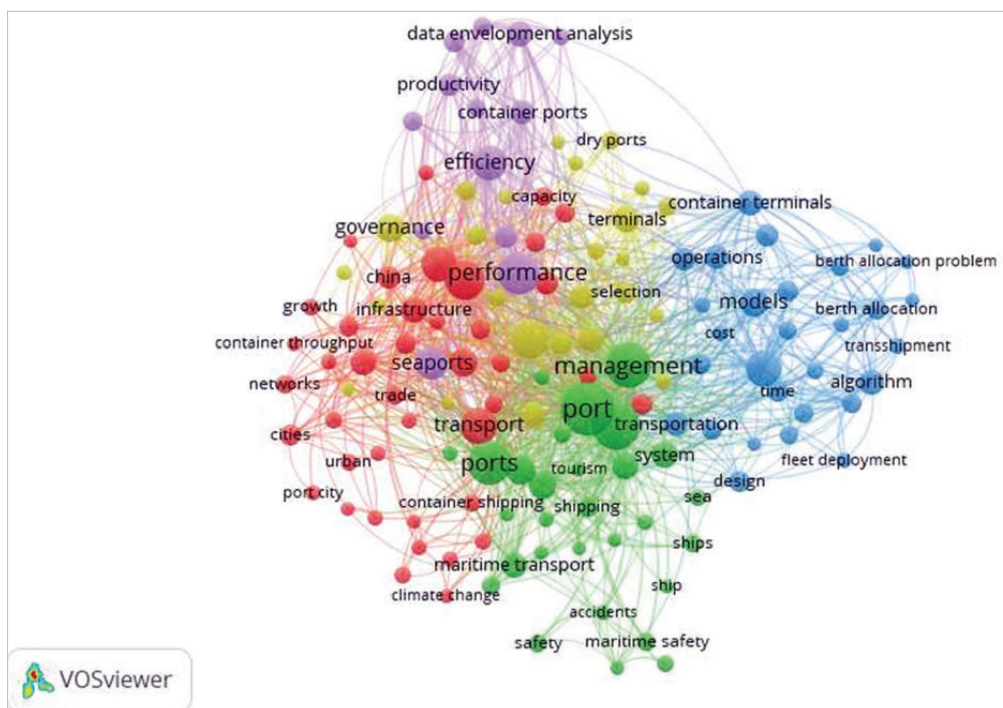 data envelopment analysis
productivity
container ports
dry ports
efficiency
capacity
container terminals
governance
terminals
operations
berth allocation problem
china
performance
selection
models
growth
infrastructure
berth allocation
cost
container throughput
transshipment
seaports
management
networks
time
algorithm
trade
port
cities
transport
transportation
urban
ports
tourism
system
fleet deployment
port city
container shipping
shipping
sea
design
ships
maritime transport
climate change
ship
accidents
safety
maritime safety
VOSviewer